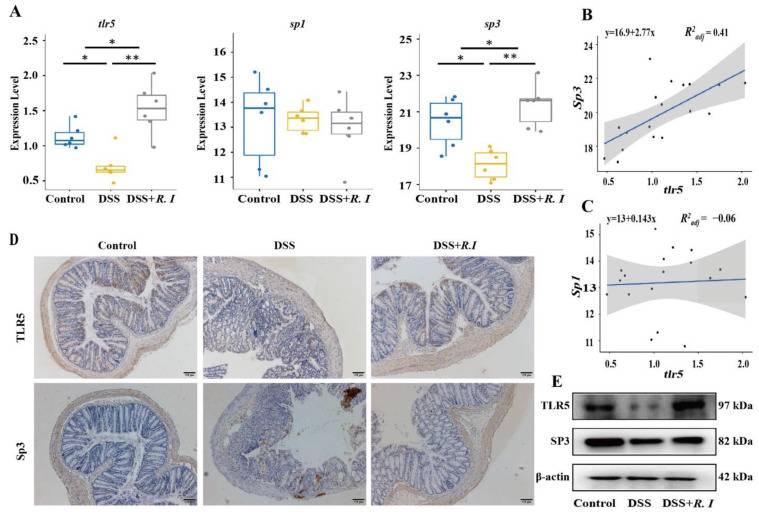 A
tlr5
sp1
sp3
Expression Level
2.0
1.5
1.0
0.5
*
*
**
Control
DSS
DSS+R. I
Expression Level
15
14
13
12
11
Control
DSS
DSS+R. I
Expression Level
25
23
21
19
17
*
*
**
Control
DSS
DSS+R. I
B
y=16.9+2.77x
R²adj = 0.41
Sp3
22
21
20
19
18
17
0.5
1.0
1.5
2.0
tlr5
C
y=13+0.143x
R²adj = −0.06
Sp1
15
14
13
12
11
0.5
1.0
1.5
2.0
tlr5
D
Control
DSS
DSS+R.I
TLR5
Sp3
E
TLR5
97 kDa
SP3
82 kDa
β-actin
42 kDa
Control
DSS
DSS+R. I